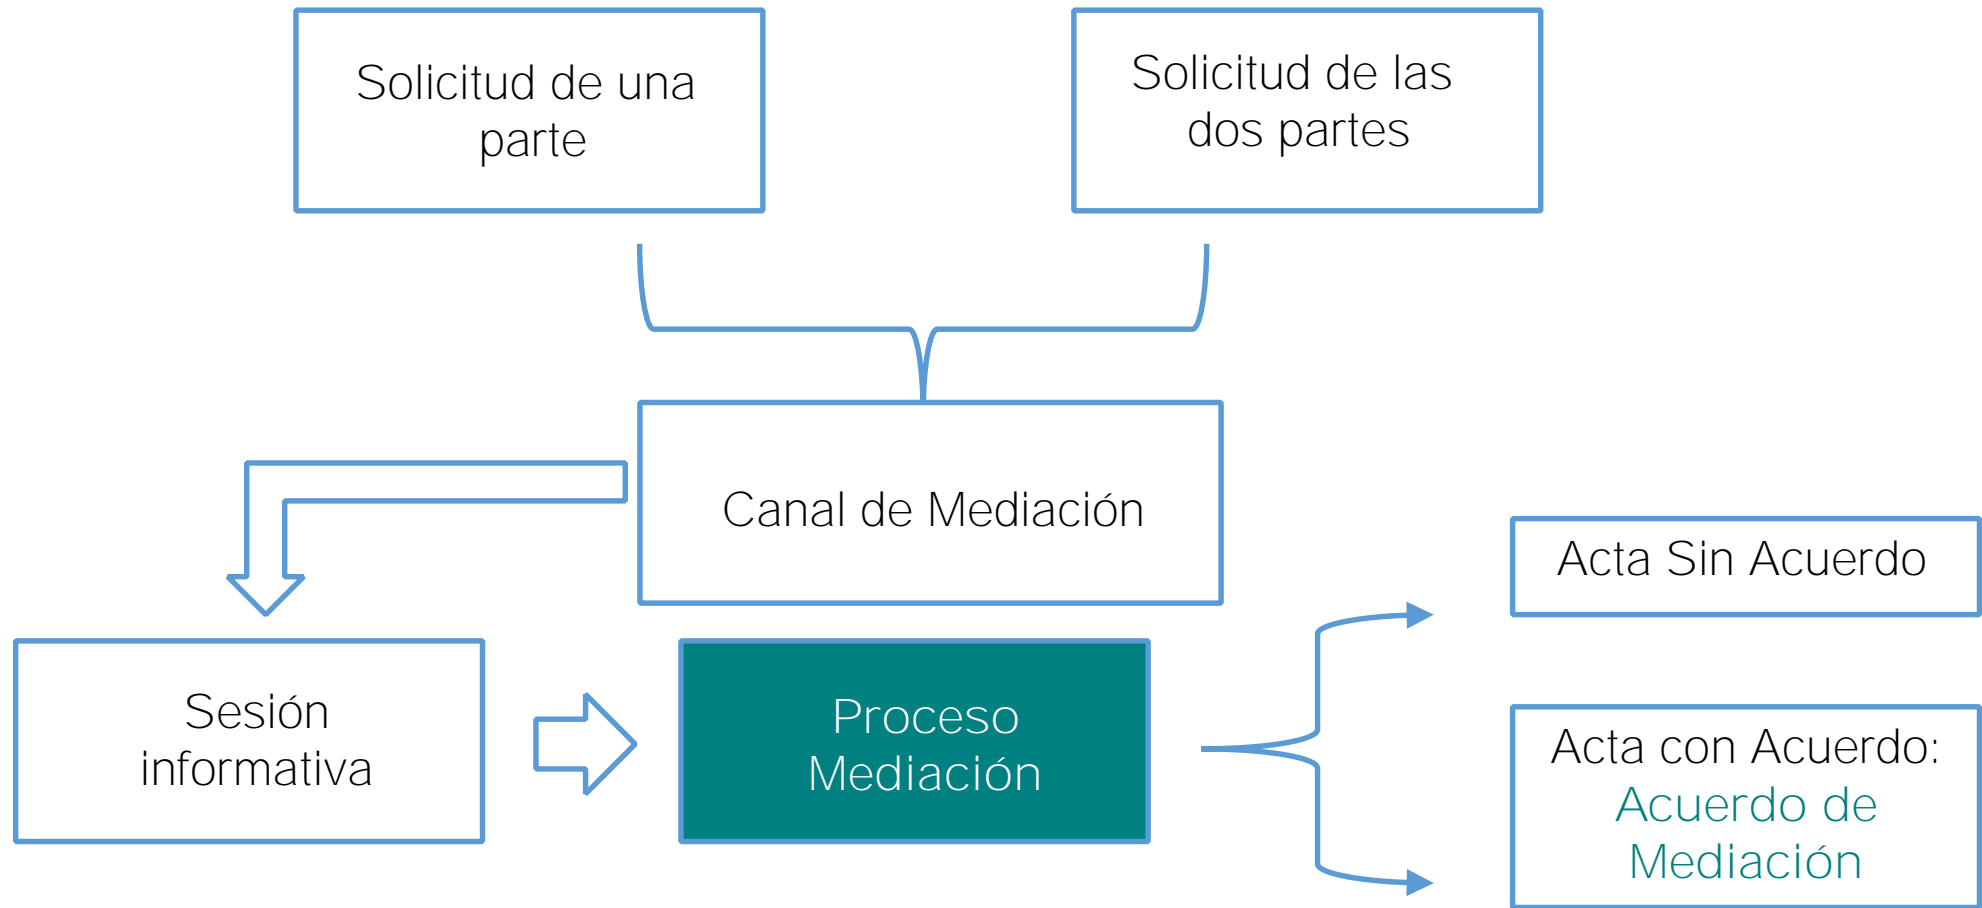 Solicitud de una
parte
Solicitud de las
dos partes
Canal de Mediación
Acta Sin Acuerdo
Sesión
informativa
Proceso
Mediación
Acta con Acuerdo:
Acuerdo de
Mediación